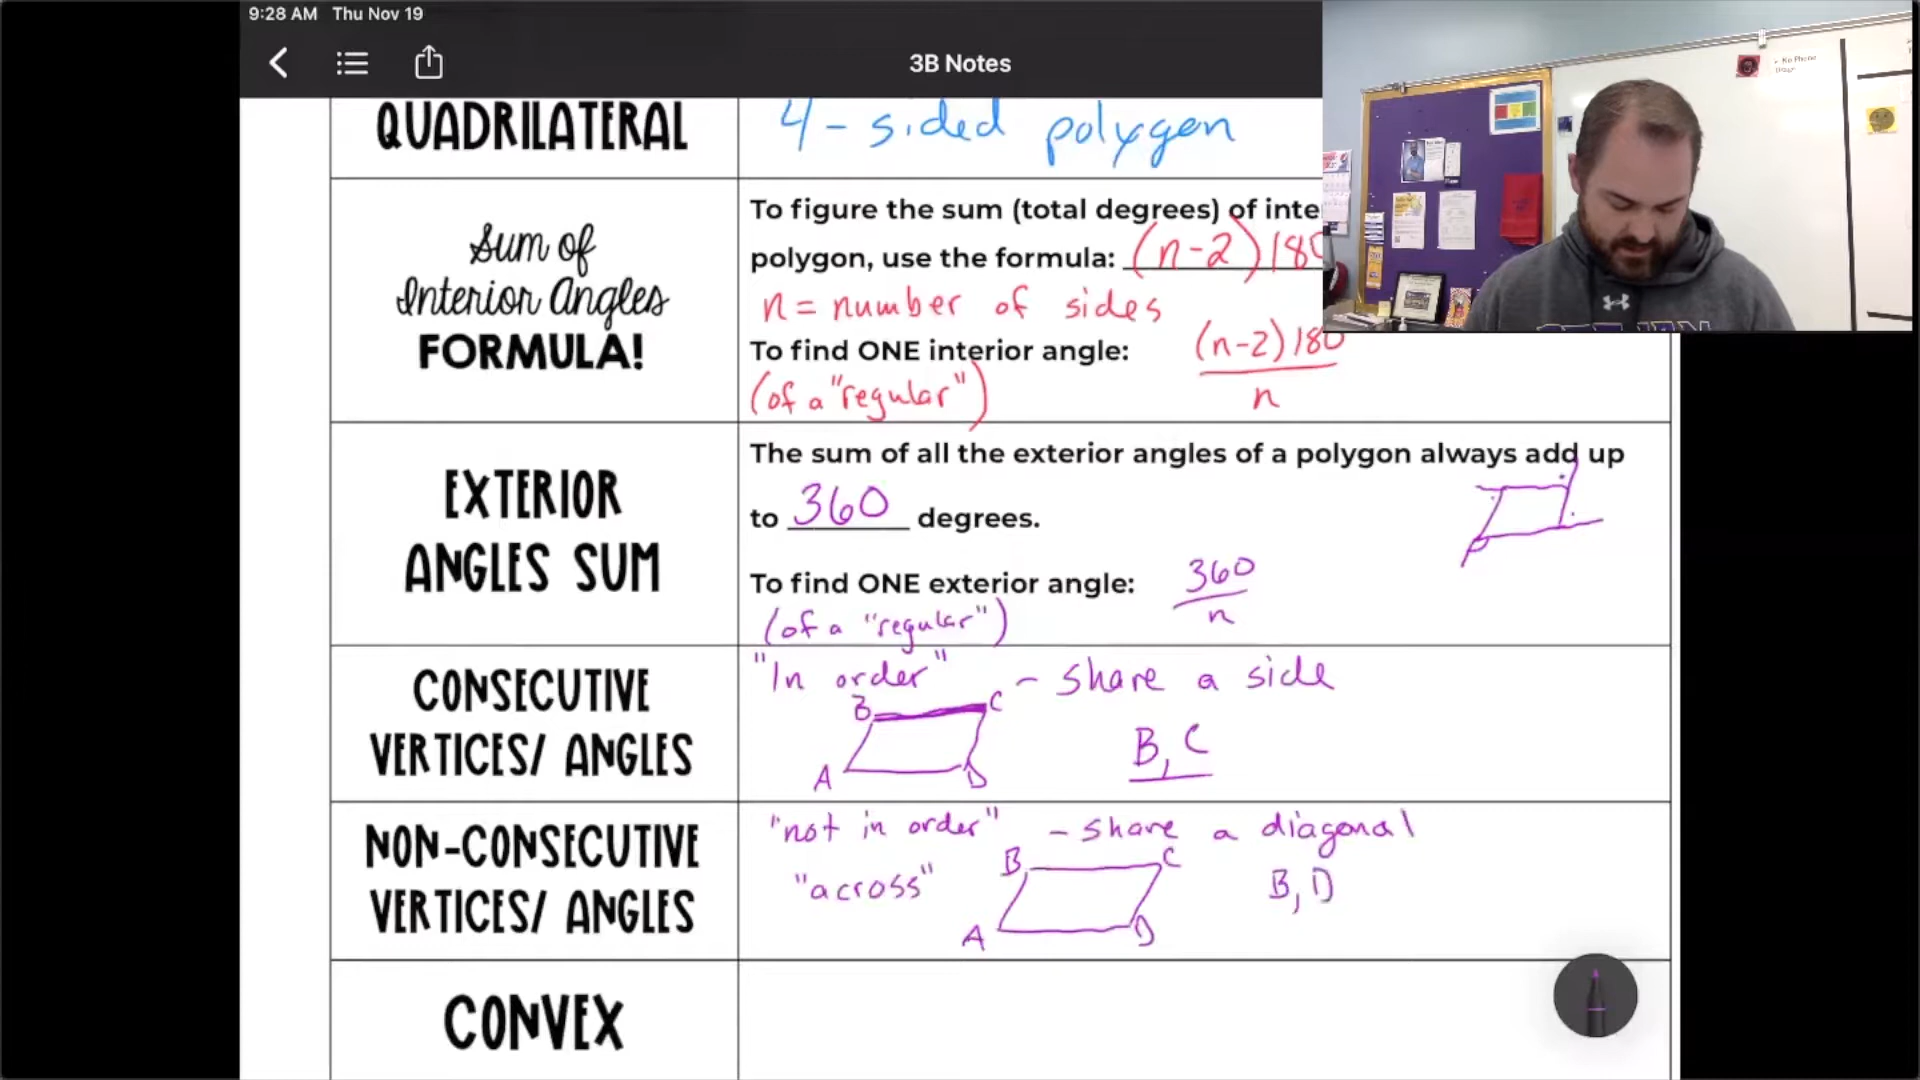 9:28 AM Thu Nov 19
3B Notes
No Phone
QUADRILATERAL
4 - sided polygon
Sum of
Interior Angles
FORMULA!
To figure the sum (total degrees) of inte
polygon, use the formula: (n-2)180
n = number of sides
To find ONE interior angle:
(of a "regular")
(n-2)180
n
EXTERIOR
ANGLES SUM
The sum of all the exterior angles of a polygon always add up
to 360 degrees.
To find ONE exterior angle:
(of a "regular")
360
n
CONSECUTIVE
VERTICES/ ANGLES
"In order" - share a side
B C
A D
B, C
NON-CONSECUTIVE
VERTICES/ ANGLES
"not in order" - share a diagonal
"across"
B C
A D
B, D
CONVEX